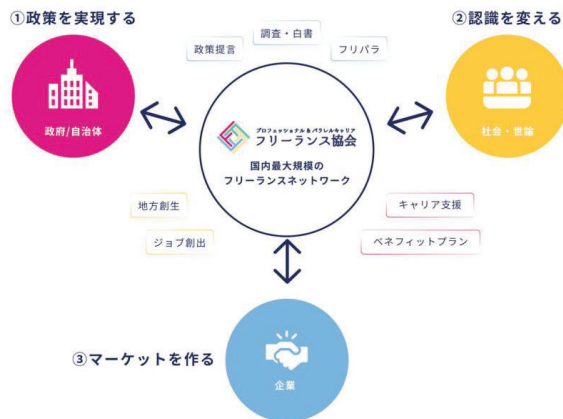 ①政策を実現する
②認識を変える
政策提言
調査・白書
フリパラ
政府/自治体
社会・世論
プロフェッショナル&パラレルキャリア
フリーランス協会
国内最大規模の
フリーランスネットワーク
地方創生
ジョブ創出
キャリア支援
ベネフィットプラン
③マーケットを作る
企業